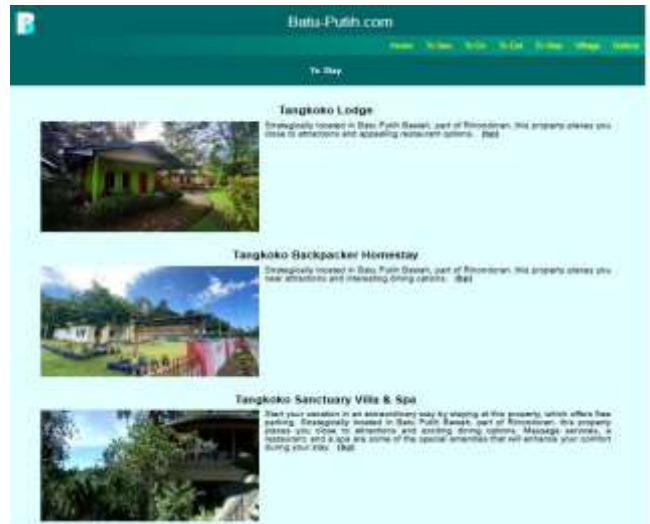 Batu-Putih.com
Home To See To Do To Eat To Stay Village Gallery
To Stay
Tangkoko Lodge
Strategically located in Batu Putih Bawah, part of Rinondoran, this property places you
close to attractions and appealing restaurant options.
Tangkoko Backpacker Homestay
Strategically located in Batu Putih Bawah, part of Rinondoran, this property places you
near attractions and interesting dining options.
Tangkoko Sanctuary Villa & Spa
Start your vacation in an extraordinary way by staying at this property, which offers free
parking. Strategically located in Batu Putih Bawah, part of Rinondoran, this property
places you close to attractions and exciting dining options. Massage services, a
restaurant, and a spa are some of the special amenities that will enhance your comfort
during your stay.